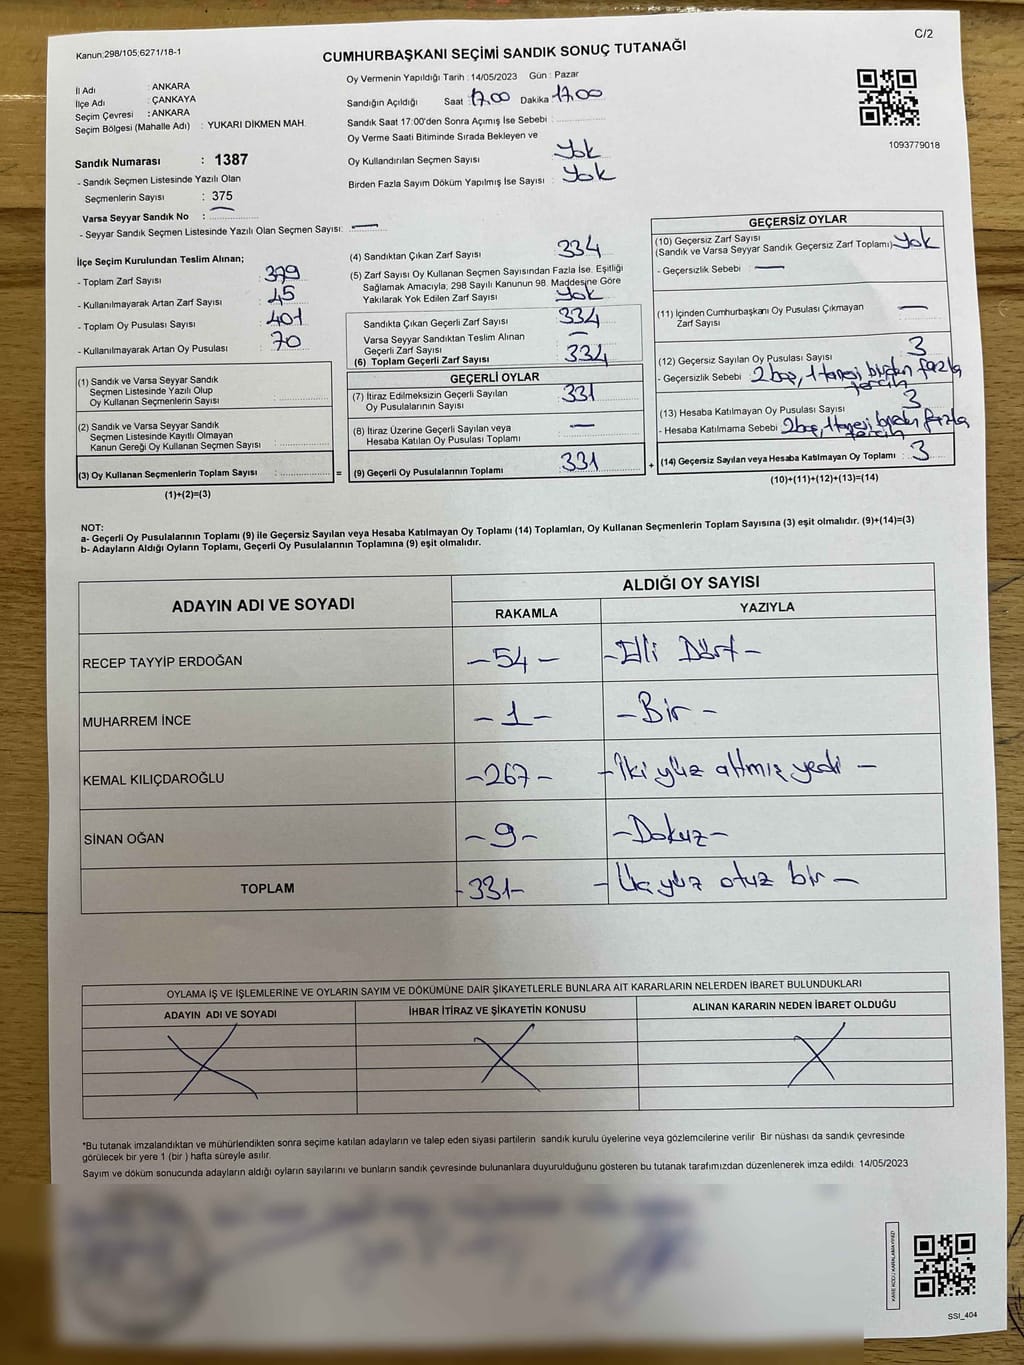 Kanun;298/105;6271/18-1
C/2
CUMHURBAŞKANI SEÇİMİ SANDIK SONUÇ TUTANAĞI
İl Adı : ANKARA
İlçe Adı : ÇANKAYA
Seçim Çevresi : ANKARA
Seçim Bölgesi (Mahalle Adı) : YUKARI DİKMEN MAH.
Sandık Numarası : 1387
- Sandık Seçmen Listesinde Yazılı Olan
Seçmenlerin Sayısı : 375
Varsa Seyyar Sandık No : —
- Seyyar Sandık Seçmen Listesinde Yazılı Olan Seçmen Sayısı: —
Oy Vermenin Yapıldığı Tarih : 14/05/2023 Gün : Pazar
Sandığın Açıldığı Saat : 17.00 Dakika 17.00
Sandık Saat 17:00'den Sonra Açımış İse Sebebi :
Oy Verme Saati Bitiminde Sırada Bekleyen ve
Oy Kullandırılan Seçmen Sayısı Yok
Birden Fazla Sayım Döküm Yapılmış İse Sayısı : Yok
1093779018
İlçe Seçim Kurulundan Teslim Alınan;
- Toplam Zarf Sayısı : 379
- Kullanılmayarak Artan Zarf Sayısı : 45
- Toplam Oy Pusulası Sayısı : 401
- Kullanılmayarak Artan Oy Pusulası : 70
(1) Sandık ve Varsa Seyyar Sandık
Seçmen Listesinde Yazılı Olup
Oy Kullanan Seçmenlerin Sayısı :
(2) Sandık ve Varsa Seyyar Sandık
Seçmen Listesinde Kayıtlı Olmayan
Kanun Gereği Oy Kullanan Seçmen Sayısı :
(3) Oy Kullanan Seçmenlerin Toplam Sayısı : =
(1)+(2)=(3)
(4) Sandıktan Çıkan Zarf Sayısı : 334
(5) Zarf Sayısı Oy Kullanan Seçmen Sayısından Fazla İse. Eşitliği
Sağlamak Amacıyla, 298 Sayılı Kanunun 98. Maddesine Göre
Yakılarak Yok Edilen Zarf Sayısı : Yok
Sandıkta Çıkan Geçerli Zarf Sayısı : 334
Varsa Seyyar Sandıktan Teslim Alınan
Geçerli Zarf Sayısı : —
(6) Toplam Geçerli Zarf Sayısı : 334
GEÇERLİ OYLAR
(7) İtiraz Edilmeksizin Geçerli Sayılan
Oy Pusulalarının Sayısı : 331
(8) İtiraz Üzerine Geçerli Sayılan veya
Hesaba Katılan Oy Pusulası Toplamı : —
(9) Geçerli Oy Pusulalarının Toplamı : 331 +
GEÇERSİZ OYLAR
(10) Geçersiz Zarf Sayısı
(Sandık ve Varsa Seyyar Sandık Geçersiz Zarf Toplamı) Yok
- Geçersizlik Sebebi : —
(11) İçinden Cumhurbaşkanı Oy Pusulası Çıkmayan
Zarf Sayısı : —
(12) Geçersiz Sayılan Oy Pusulası Sayısı : 3
- Geçersizlik Sebebi : 2 boş, 1 tanesi birden fazla
tercih
(13) Hesaba Katılmayan Oy Pusulası Sayısı : 3
- Hesaba Katılmama Sebebi : 2 boş, 1 tanesi birden fazla
tercih
(14) Geçersiz Sayılan veya Hesaba Katılmayan Oy Toplamı : 3
(10)+(11)+(12)+(13)=(14)
NOT:
a- Geçerli Oy Pusulalarının Toplamı (9) ile Geçersiz Sayılan veya Hesaba Katılmayan Oy Toplamı (14) Toplamları, Oy Kullanan Seçmenlerin Toplam Sayısına (3) eşit olmalıdır. (9)+(14)=(3)
b- Adayların Aldığı Oyların Toplamı, Geçerli Oy Pusulalarının Toplamına (9) eşit olmalıdır.
ADAYIN ADI VE SOYADI
ALDIĞI OY SAYISI
RAKAMLA YAZIYLA
RECEP TAYYİP ERDOĞAN -54- -Elli Dört-
MUHARREM İNCE -1- -Bir-
KEMAL KILIÇDAROĞLU -267- -İki yüz altmış yedi-
SİNAN OĞAN -9- -Dokuz-
TOPLAM -331- -Üç yüz otuz bir-
OYLAMA İŞ VE İŞLEMLERİNE VE OYLARIN SAYIM VE DÖKÜMÜNE DAİR ŞİKAYETLERLE BUNLARA AİT KARARLARIN NELERDEN İBARET BULUNDUKLARI
ADAYIN ADI VE SOYADI İHBAR İTİRAZ VE ŞİKAYETİN KONUSU ALINAN KARARIN NEDEN İBARET OLDUĞU
*Bu tutanak imzalandıktan ve mühürlendikten sonra seçime katılan adayların ve talep eden siyasi partilerin sandık kurulu üyelerine veya gözlemcilerine verilir Bir nüshası da sandık çevresinde
görülecek bir yere 1 (bir ) hafta süreyle asılır.
Sayım ve döküm sonucunda adayların aldığı oyların sayılarını ve bunların sandık çevresinde bulunanlara duyurulduğunu gösteren bu tutanak tarafımızdan düzenlenerek imza edildi. 14/05/2023
KARE KODU KARALAMAYINIZ!
SSI_404